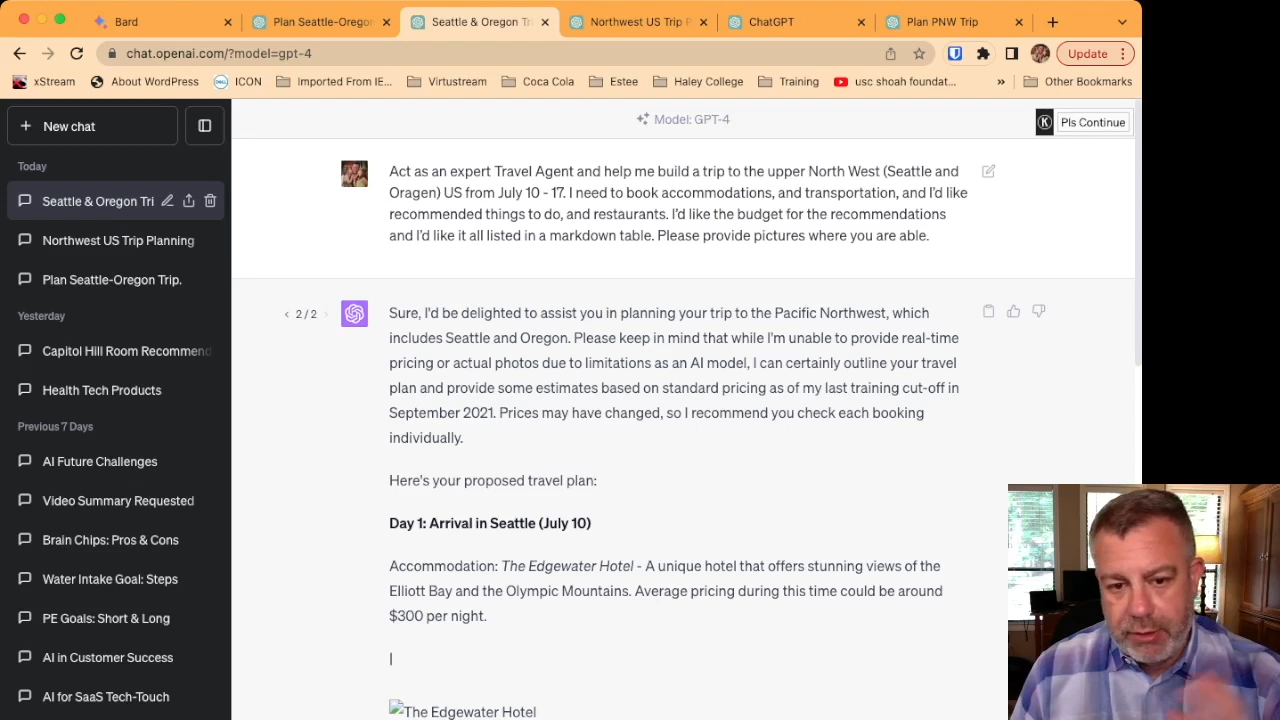 Bard
Plan Seattle-Oregon
Seattle & Oregon Tri
Northwest US Trip P
ChatGPT
Plan PNW Trip
chat.openai.com/?model=gpt-4
Update
xStream
About WordPress
DELL
ICON
Imported From IE...
Virtustream
Coca Cola
Estee
Haley College
Training
usc shoah foundat...
»
Other Bookmarks
New chat
Model: GPT-4
K
Pls Continue
Today
Seattle & Oregon Tri
Northwest US Trip Planning
Plan Seattle-Oregon Trip.
Yesterday
Capitol Hill Room Recommend
Health Tech Products
Previous 7 Days
AI Future Challenges
Video Summary Requested
Brain Chips: Pros & Cons
Water Intake Goal: Steps
PE Goals: Short & Long
AI in Customer Success
AI for SaaS Tech-Touch
Act as an expert Travel Agent and help me build a trip to the upper North West (Seattle and
Oragen) US from July 10 - 17. I need to book accommodations, and transportation, and I'd like
recommended things to do, and restaurants. I'd like the budget for the recommendations
and I'd like it all listed in a markdown table. Please provide pictures where you are able.
< 2 / 2 >
Sure, I'd be delighted to assist you in planning your trip to the Pacific Northwest, which
includes Seattle and Oregon. Please keep in mind that while I'm unable to provide real-time
pricing or actual photos due to limitations as an AI model, I can certainly outline your travel
plan and provide some estimates based on standard pricing as of my last training cut-off in
September 2021. Prices may have changed, so I recommend you check each booking
individually.
Here's your proposed travel plan:
Day 1: Arrival in Seattle (July 10)
Accommodation: The Edgewater Hotel - A unique hotel that offers stunning views of the
Elliott Bay and the Olympic Mountains. Average pricing during this time could be around
$300 per night.
|
The Edgewater Hotel